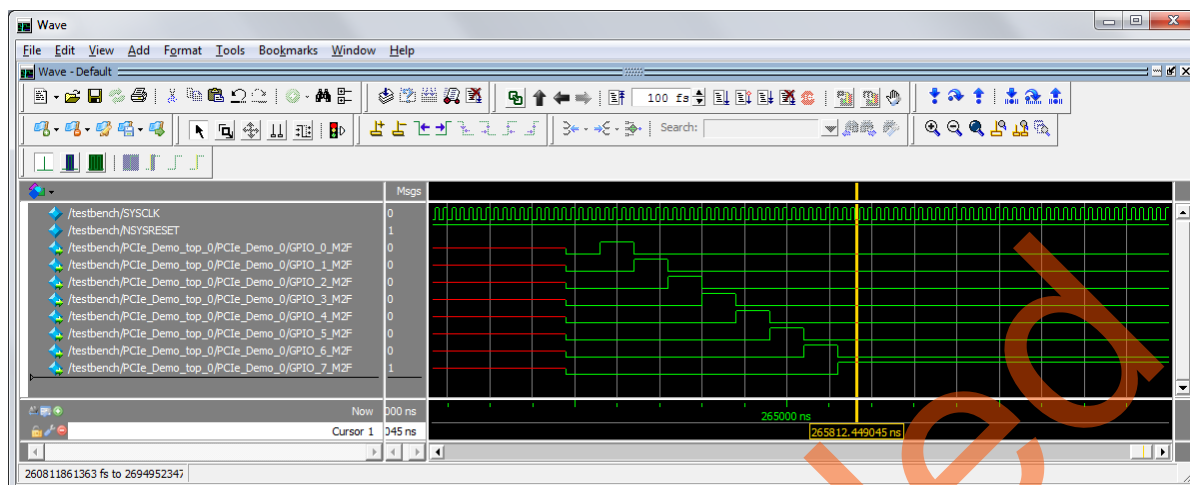 Wave
File Edit View Add Format Tools Bookmarks Window Help
Wave - Default
100 fs
Search:
Msgs
/testbench/SYSCLK 0
/testbench/NSYSRESET 1
/testbench/PCIe_Demo_top_0/PCIe_Demo_0/GPIO_0_M2F 0
/testbench/PCIe_Demo_top_0/PCIe_Demo_0/GPIO_1_M2F 0
/testbench/PCIe_Demo_top_0/PCIe_Demo_0/GPIO_2_M2F 0
/testbench/PCIe_Demo_top_0/PCIe_Demo_0/GPIO_3_M2F 0
/testbench/PCIe_Demo_top_0/PCIe_Demo_0/GPIO_4_M2F 0
/testbench/PCIe_Demo_top_0/PCIe_Demo_0/GPIO_5_M2F 0
/testbench/PCIe_Demo_top_0/PCIe_Demo_0/GPIO_6_M2F 0
/testbench/PCIe_Demo_top_0/PCIe_Demo_0/GPIO_7_M2F 1
Now 000 ns 265000 ns
Cursor 1 045 ns 265812.449045 ns
260811861363 fs to 2694952347
ed